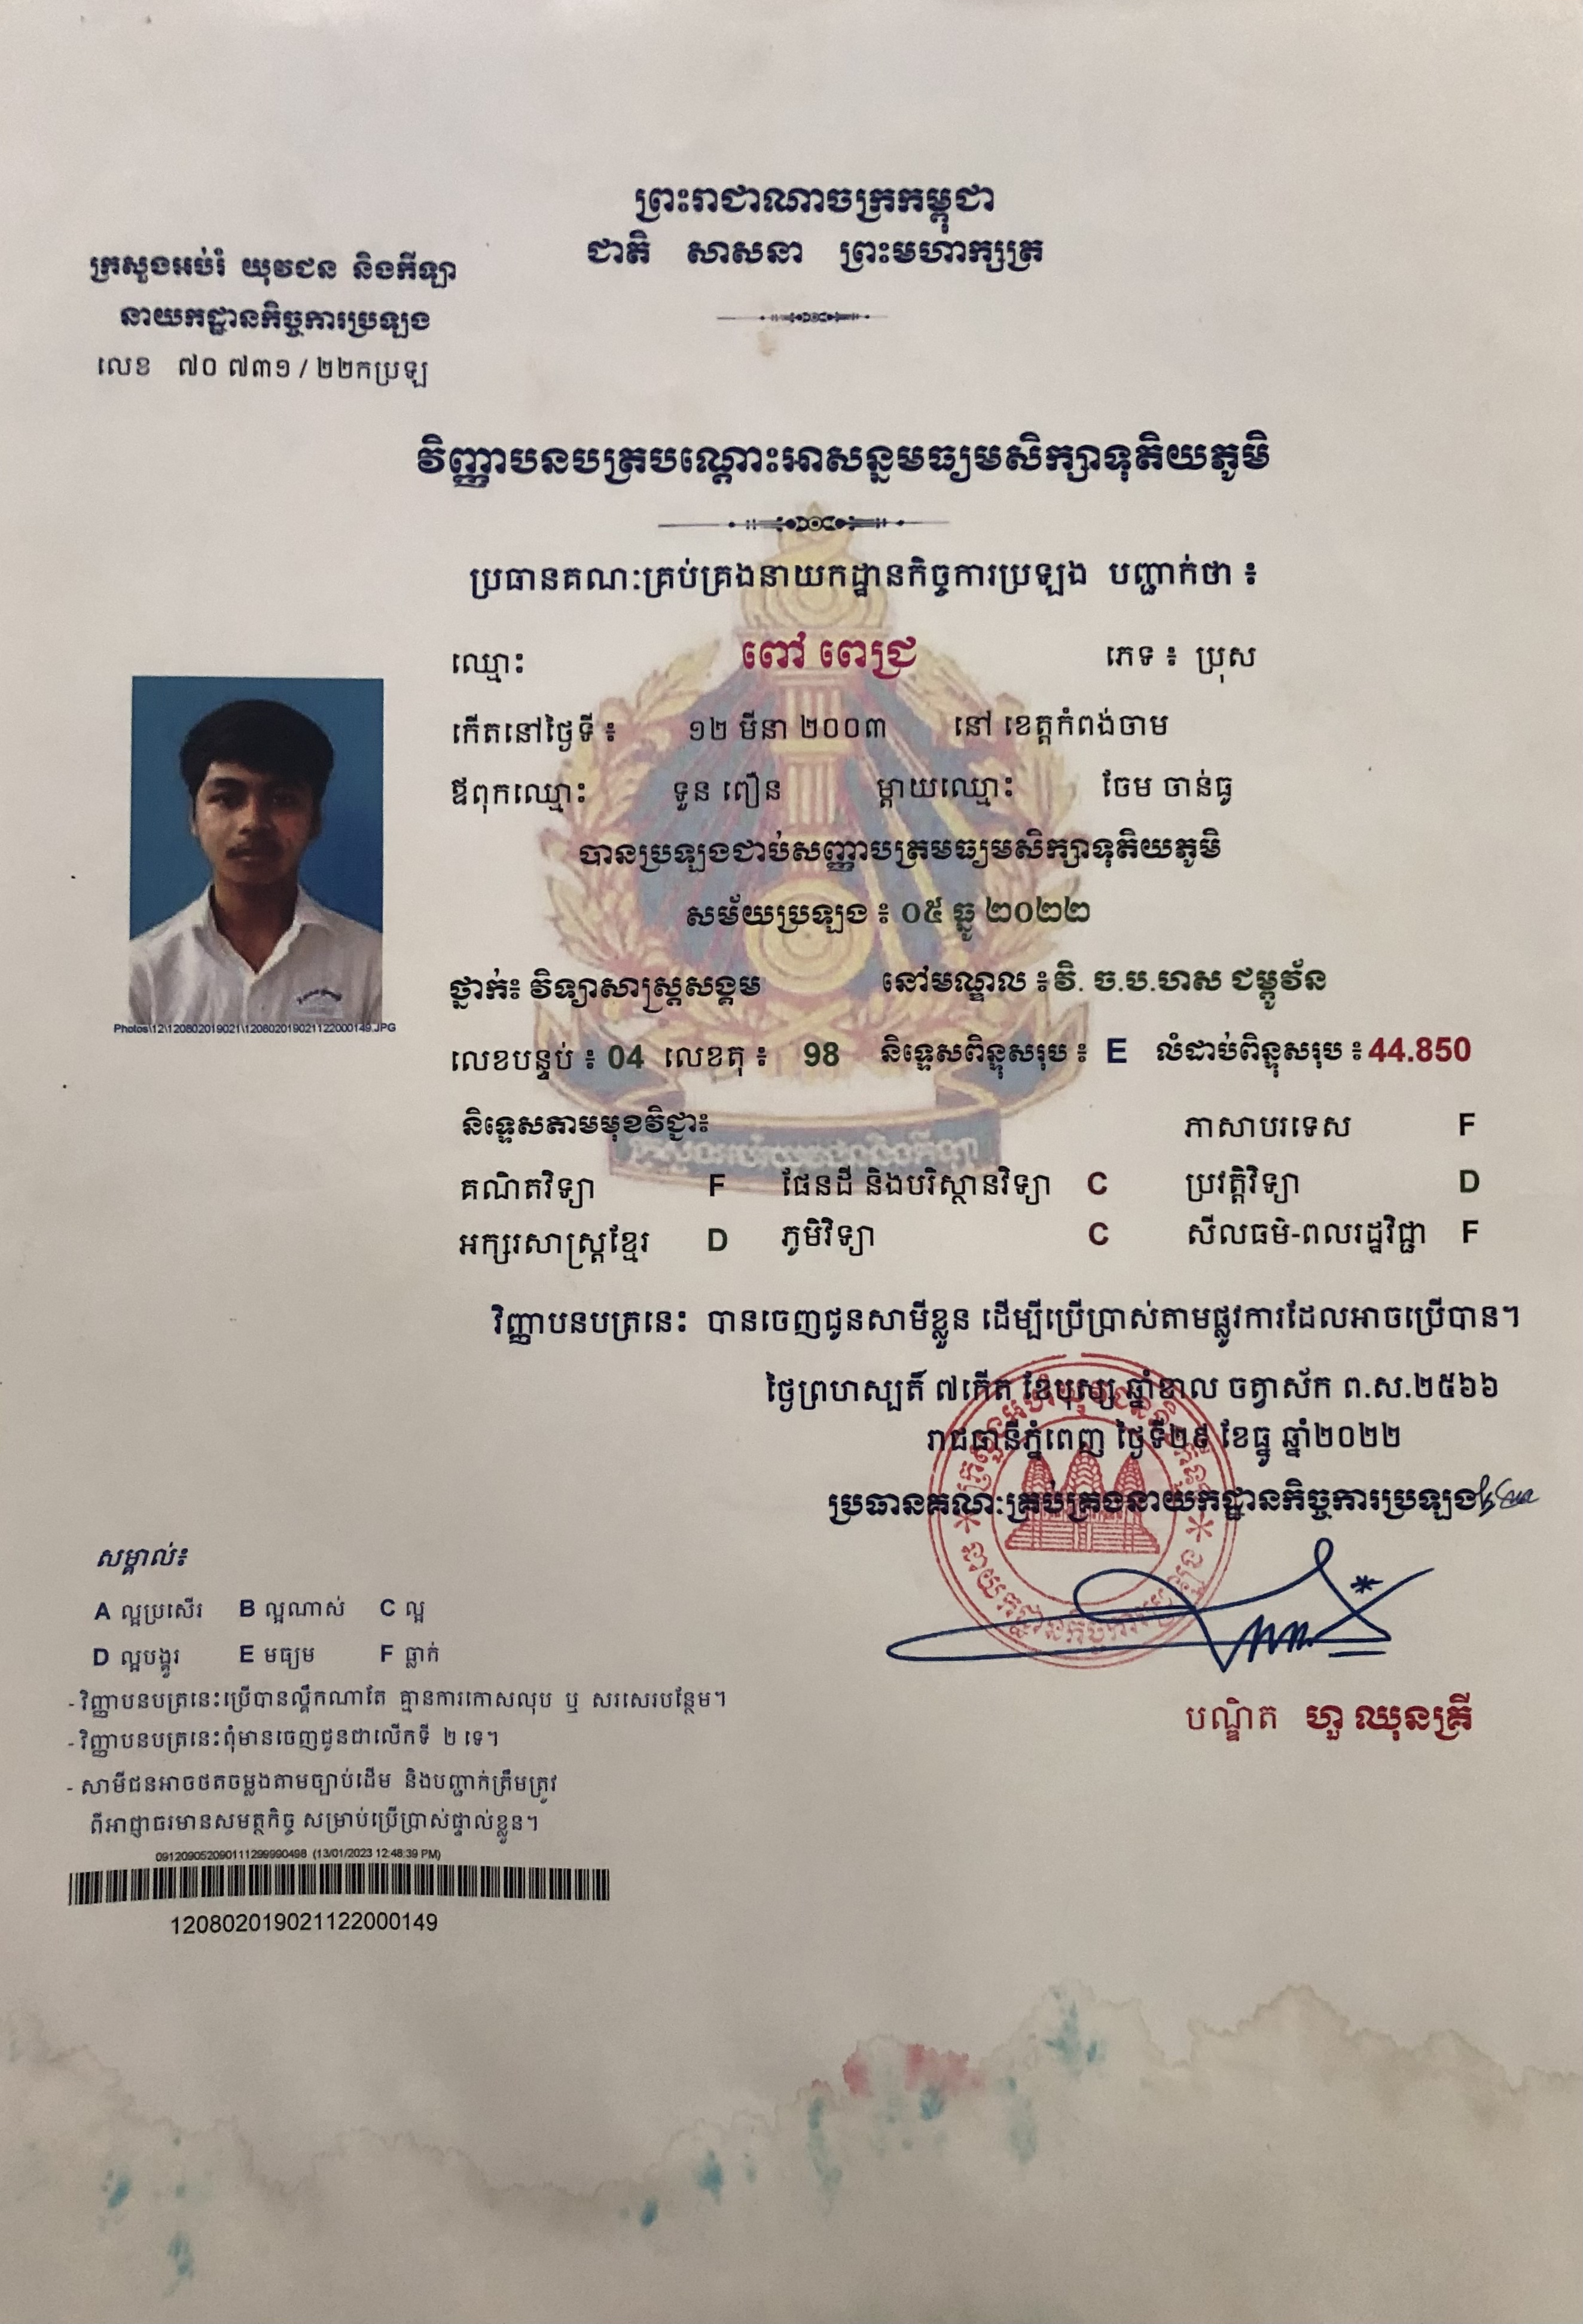 ព្រះរាជាណាចក្រកម្ពុជា
ជាតិ សាសនា ព្រះមហាក្សត្រ
ក្រសួងអប់រំ យុវជន និងកីឡា
នាយកដ្ឋានកិច្ចការប្រឡង
លេខ ៧០ ៧៣១ / ២២កប្រឡ
វិញ្ញាបនបត្របណ្តោះអាសន្នមធ្យមសិក្សាទុតិយភូមិ
ប្រធានគណៈគ្រប់គ្រងនាយកដ្ឋានកិច្ចការប្រឡង បញ្ជាក់ថា ៖
ឈ្មោះ ពៅ ពេជ្រ ភេទ ៖ ប្រុស
កើតនៅថ្ងៃទី ៖ ១២ មីនា ២០០៣ នៅ ខេត្តកំពង់ចាម
ឪពុកឈ្មោះ ទួន ពឿន ម្តាយឈ្មោះ ចែម ចាន់ធូ
បានប្រឡងជាប់សញ្ញាបត្រមធ្យមសិក្សាទុតិយភូមិ
សម័យប្រឡង ៖ ០៥ ធ្នូ ២០២២
ថ្នាក់៖ វិទ្យាសាស្ត្រសង្គម នៅមណ្ឌល ៖ វិ. ច.ប.ហស ជម្ពូវ័ន
Photos\12\120802019021\120802019021122000149.JPG
លេខបន្ទប់ ៖ 04 លេខតុ ៖ 98 និទ្ទេសពិន្ទុសរុប ៖ E លំដាប់ពិន្ទុសរុប ៖ 44.850
និទ្ទេសតាមមុខវិជ្ជា៖ ភាសាបរទេស F
គណិតវិទ្យា F ផែនដី និងបរិស្ថានវិទ្យា C ប្រវត្តិវិទ្យា D
អក្សរសាស្ត្រខ្មែរ D ភូមិវិទ្យា C សីលធម៌-ពលរដ្ឋវិជ្ជា F
វិញ្ញាបនបត្រនេះ បានចេញជូនសាមីខ្លួន ដើម្បីប្រើប្រាស់តាមផ្លូវការដែលអាចប្រើបាន។
ថ្ងៃព្រហស្បតិ៍ ៧កើត ខែបុស្ស ឆ្នាំខាល ចត្វាស័ក ព.ស.២៥៦៦
រាជធានីភ្នំពេញ ថ្ងៃទី២៩ ខែធ្នូ ឆ្នាំ២០២២
ប្រធានគណៈគ្រប់គ្រងនាយកដ្ឋានកិច្ចការប្រឡង
បណ្ឌិត ហួ ឈុនគ្រី
សម្គាល់៖
A ល្អប្រសើរ B ល្អណាស់ C ល្អ
D ល្អបង្គួរ E មធ្យម F ធ្លាក់
- វិញ្ញាបនបត្រនេះប្រើបានល្គឹកណាតែ គ្មានការកោសលុប ឬ សរសេរបន្ថែម។
- វិញ្ញាបនបត្រនេះពុំមានចេញជូនជាលើកទី ២ ទេ។
- សាមីជនអាចថតចម្លងតាមច្បាប់ដើម និងបញ្ជាក់ត្រឹមត្រូវ
ពីអាជ្ញាធរមានសមត្ថកិច្ច សម្រាប់ប្រើប្រាស់ផ្ទាល់ខ្លួន។
091209052090111299990498 (13/01/2023 12:48:39 PM)
120802019021122000149